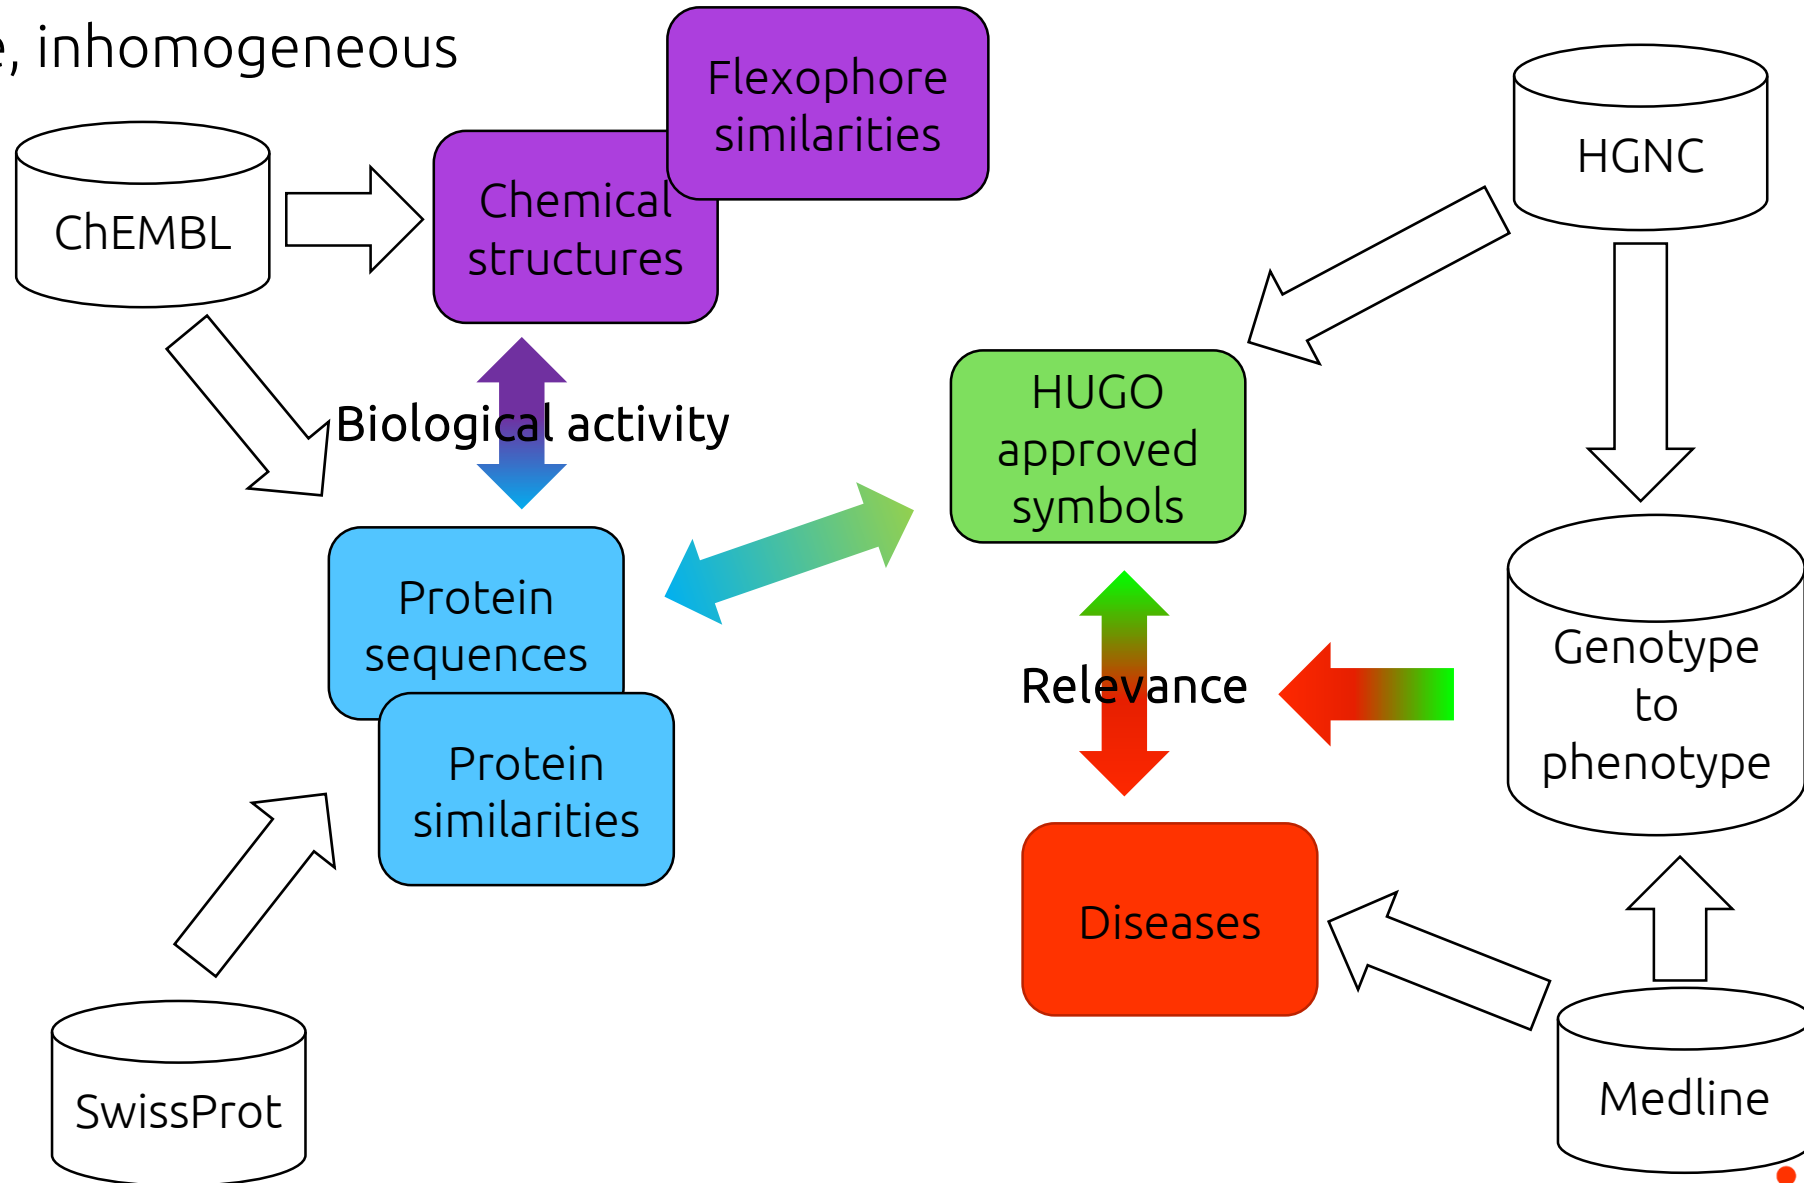 , inhomogeneous
Flexophore
similarities
HGNC
ChEMBL
Chemical
structures
HUGO
approved
symbols
Biological activity
Protein
sequences
Genotype
to
phenotype
Relevance
Protein
similarities
Diseases
SwissProt
Medline